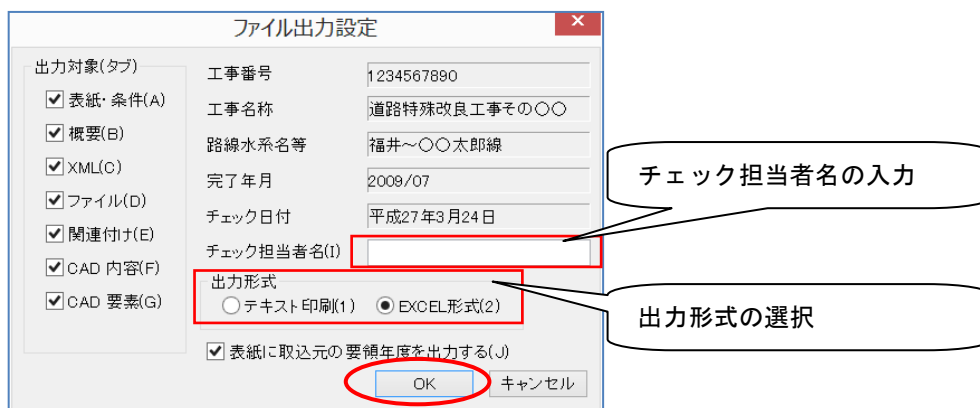 ファイル出力設定
出力対象(タブ)
表紙・条件(A)
概要(B)
XML(C)
ファイル(D)
関連付け(E)
CAD 内容(F)
CAD 要素(G)
工事番号 1234567890
工事名称 道路特殊改良工事その〇〇
路線水系名等 福井~〇〇太郎線
完了年月 2009/07
チェック日付 平成27年3月24日
チェック担当者名(I)
出力形式
テキスト印刷(1) EXCEL形式(2)
表紙に取込元の要領年度を出力する(J)
OK キャンセル
チェック担当者名の入力
出力形式の選択